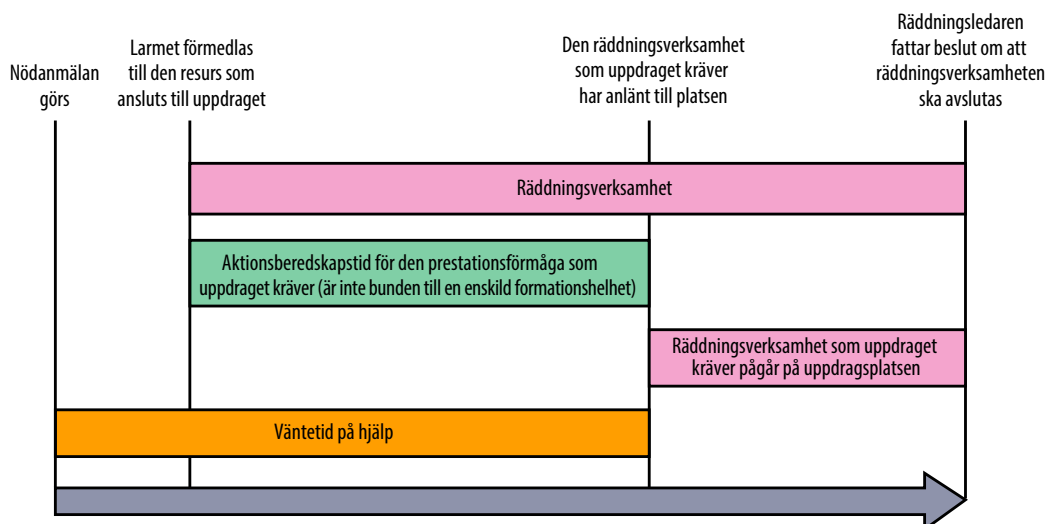 Nödanmälan
görs
Larmet förmedlas
till den resurs som
ansluts till uppdraget
Den räddningsverksamhet
som uppdraget kräver
har anlänt till platsen
Räddningsledaren
fattar beslut om att
räddningsverksamheten
ska avslutas
Räddningsverksamhet
Aktionsberedskapstid för den prestationsförmåga som
uppdraget kräver (är inte bunden till en enskild formationshelhet)
Räddningsverksamhet som uppdraget
kräver pågår på uppdragsplatsen
Väntetid på hjälp